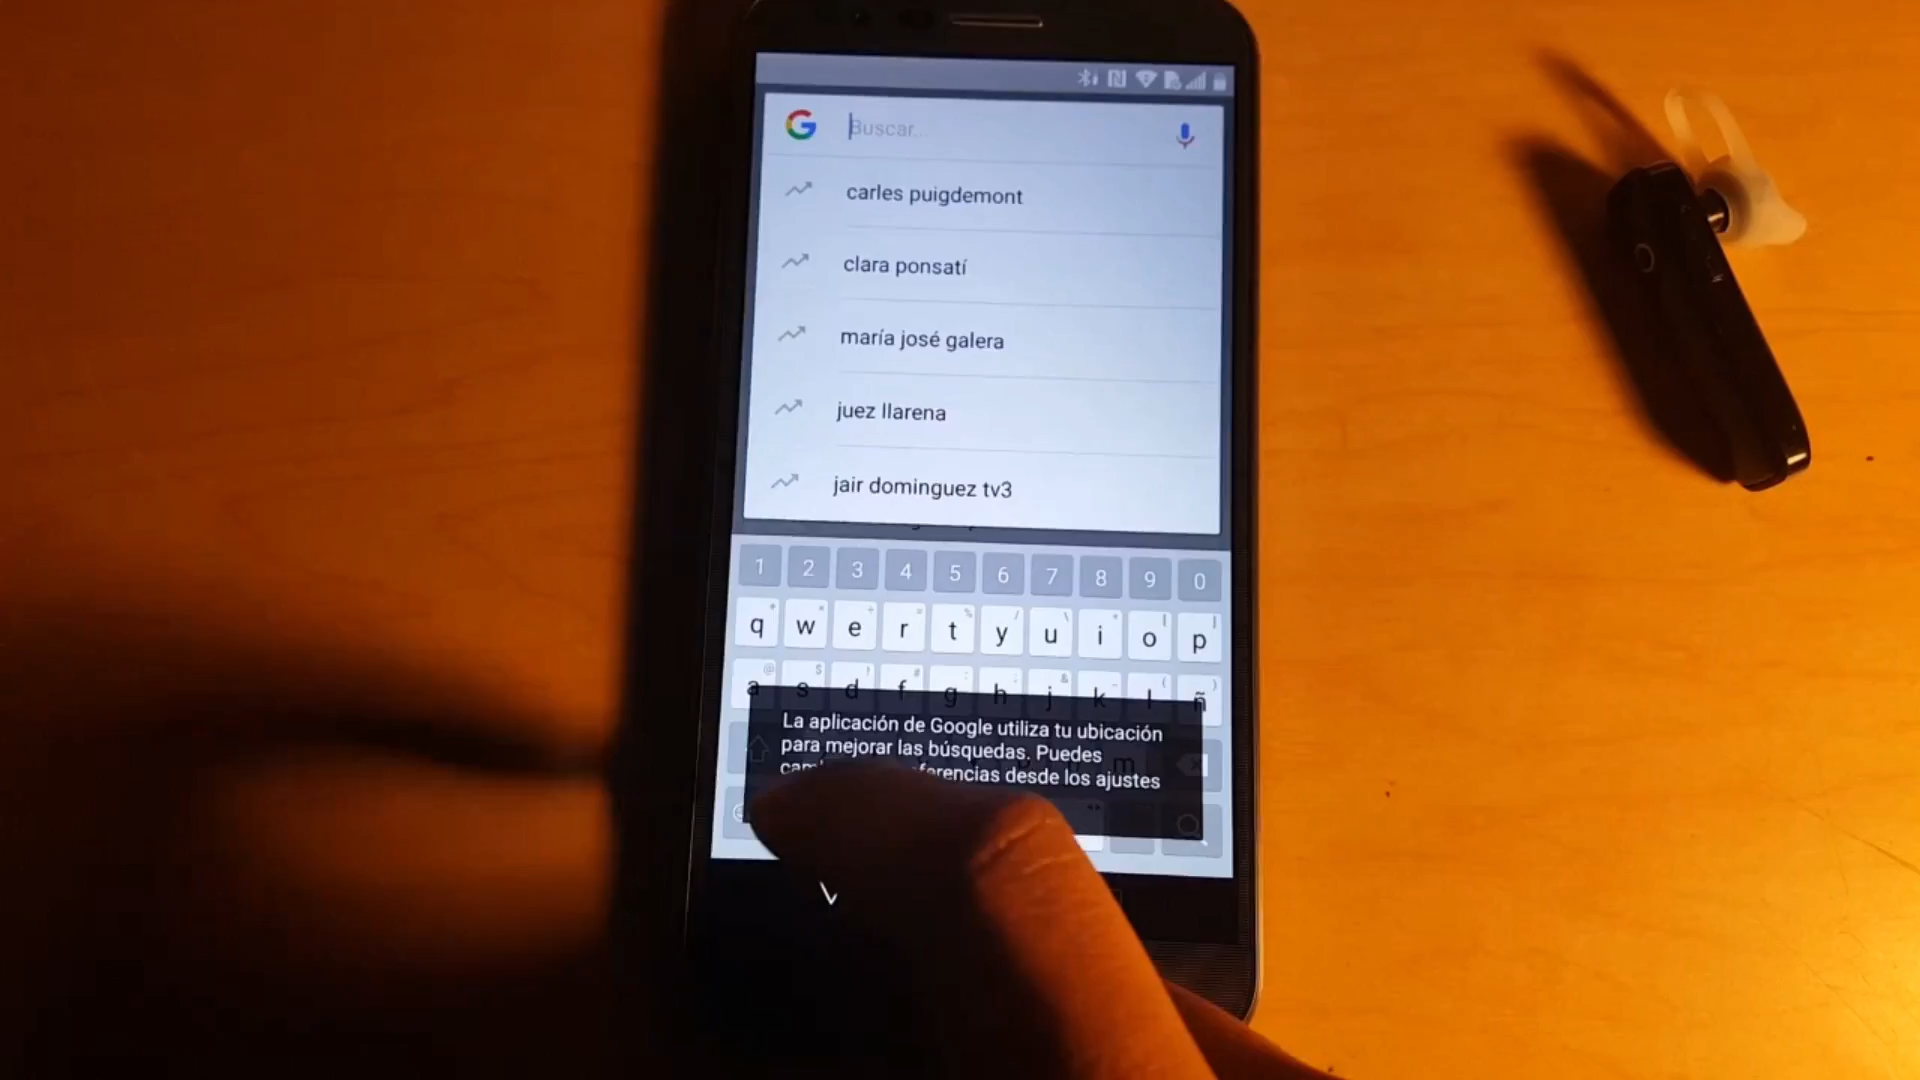 Buscar...
carles puigdemont
clara ponsatí
maría josé galera
juez llarena
jair dominguez tv3
1 2 3 4 5 6 7 8 9 0
q w e r t y u i o p
a s d f g h j k l ñ
La aplicación de Google utiliza tu ubicación
para mejorar las búsquedas. Puedes
desde los ajustes
m